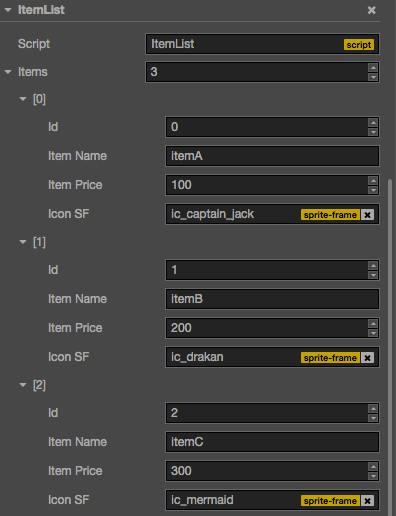 ItemList
Script ItemList script
Items 3
[0]
Id 0
Item Name itemA
Item Price 100
Icon SF ic_captain_jack sprite-frame
[1]
Id 1
Item Name itemB
Item Price 200
Icon SF ic_drakan sprite-frame
[2]
Id 2
Item Name itemC
Item Price 300
Icon SF ic_mermaid sprite-frame